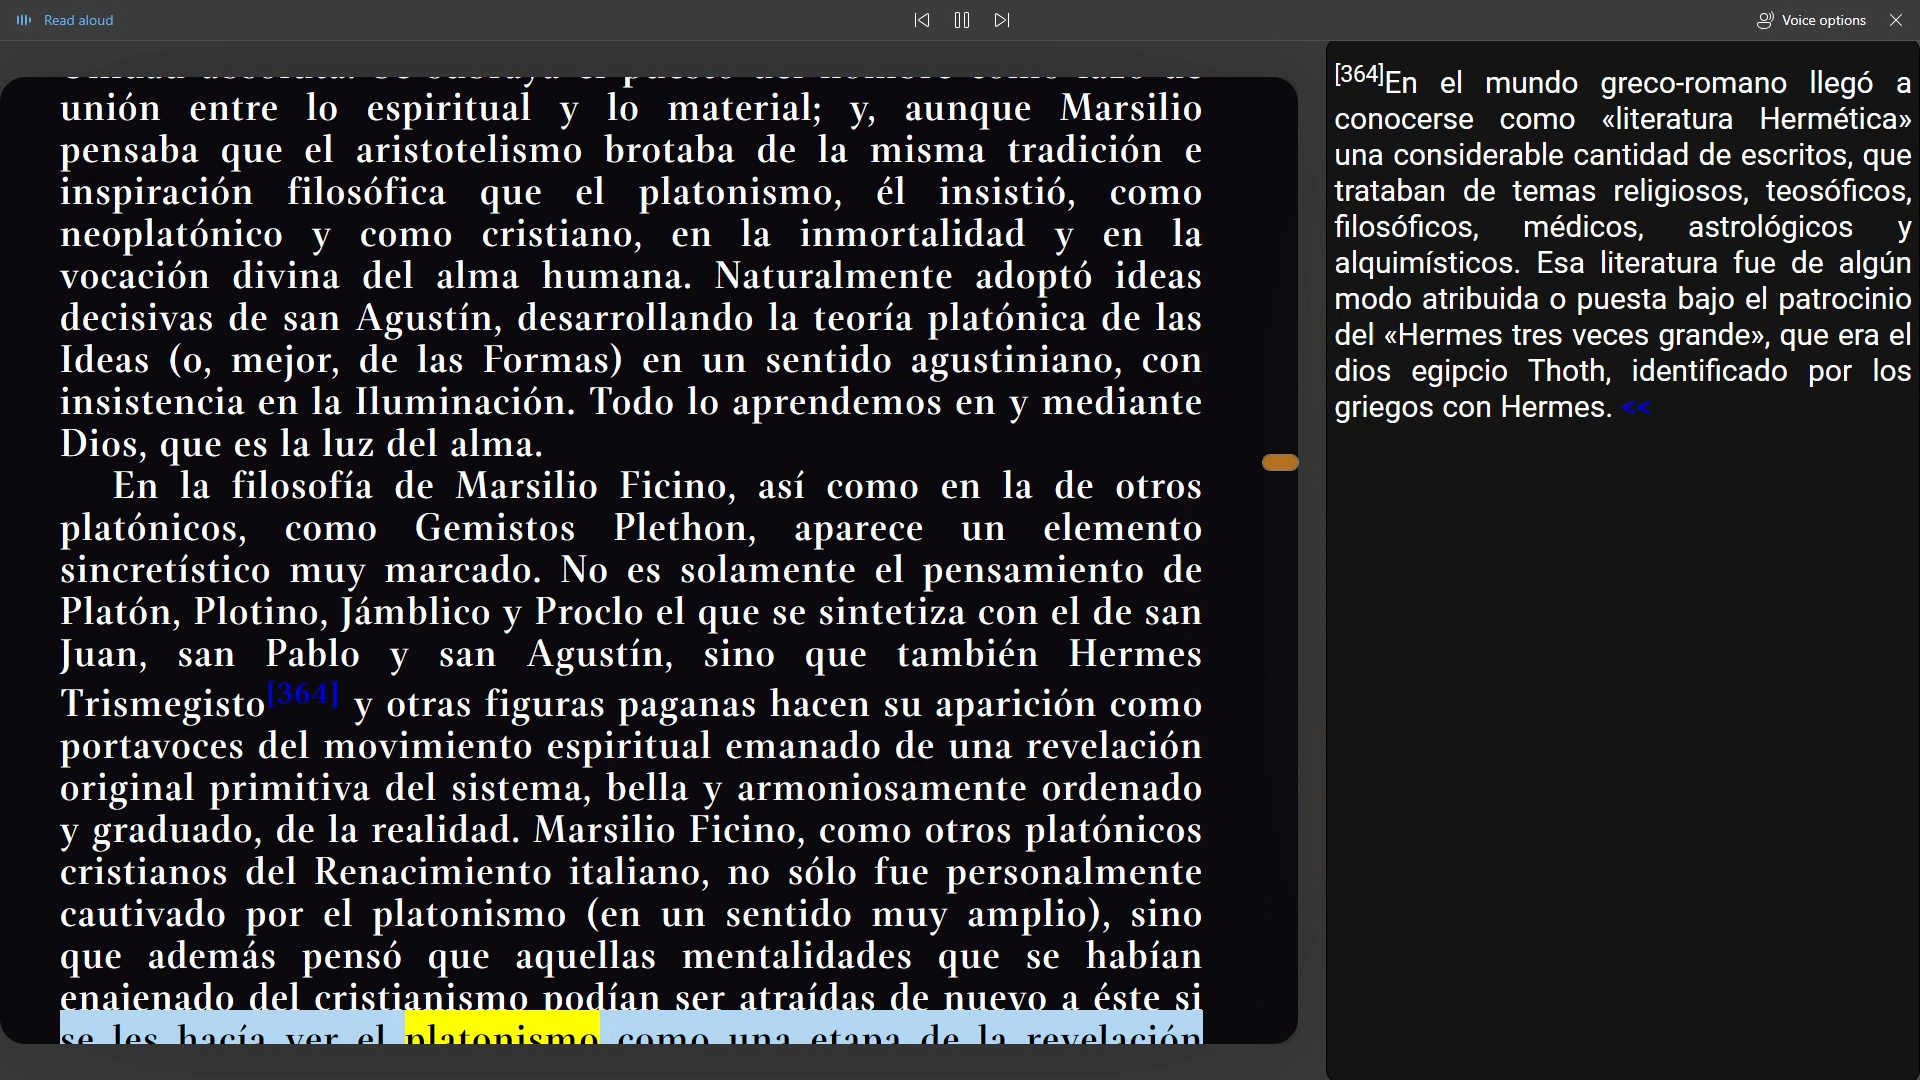 Read aloud
Voice options
unión entre lo espiritual y lo material; y, aunque Marsilio
pensaba que el aristotelismo brotaba de la misma tradición e
inspiración filosófica que el platonismo, él insistió, como
neoplatónico y como cristiano, en la inmortalidad y en la
vocación divina del alma humana. Naturalmente adoptó ideas
decisivas de san Agustín, desarrollando la teoría platónica de las
Ideas (o, mejor, de las Formas) en un sentido agustiniano, con
insistencia en la Iluminación. Todo lo aprendemos en y mediante
Dios, que es la luz del alma.
En la filosofía de Marsilio Ficino, así como en la de otros
platónicos, como Gemistos Plethon, aparece un elemento
sincretístico muy marcado. No es solamente el pensamiento de
Platón, Plotino, Jámblico y Proclo el que se sintetiza con el de san
Juan, san Pablo y san Agustín, sino que también Hermes
Trismegisto[364] y otras figuras paganas hacen su aparición como
portavoces del movimiento espiritual emanado de una revelación
original primitiva del sistema, bella y armoniosamente ordenado
y graduado, de la realidad. Marsilio Ficino, como otros platónicos
cristianos del Renacimiento italiano, no sólo fue personalmente
cautivado por el platonismo (en un sentido muy amplio), sino
que además pensó que aquellas mentalidades que se habían
enajenado del cristianismo podían ser atraídas de nuevo a éste si
se les hacía ver el platonismo como una etapa de la revelación
[364]En el mundo greco-romano llegó a
conocerse como «literatura Hermética»
una considerable cantidad de escritos, que
trataban de temas religiosos, teosóficos,
filosóficos, médicos, astrológicos y
alquimísticos. Esa literatura fue de algún
modo atribuida o puesta bajo el patrocinio
del «Hermes tres veces grande», que era el
dios egipcio Thoth, identificado por los
griegos con Hermes. <<